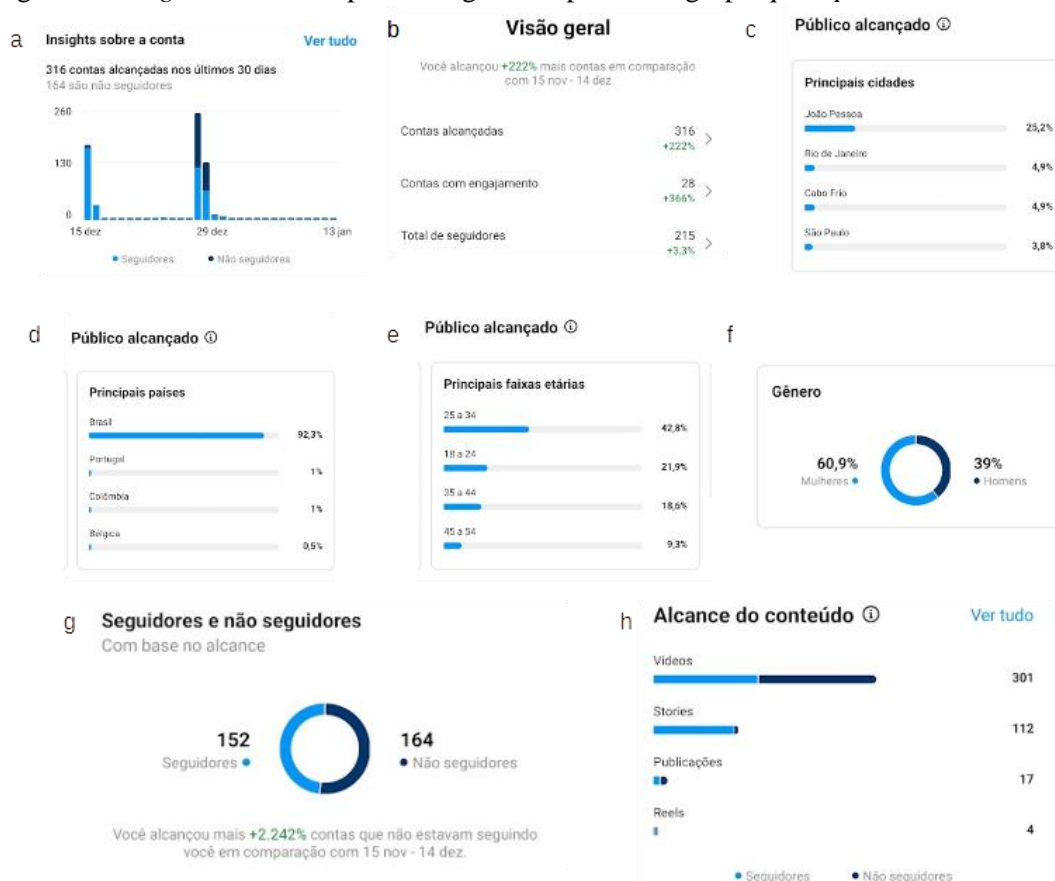 a
Insights sobre a conta
Ver tudo
316 contas alcançadas nos últimos 30 dias
164 são não seguidores
260
130
0
15 dez
29 dez
13 jan
Seguidores
Não seguidores
b
Visão geral
Você alcançou +222% mais contas em comparação
com 15 nov - 14 dez
Contas alcançadas
316
+222%
Contas com engajamento
28
+366%
Total de seguidores
215
+3,3%
c
Público alcançado
Principais cidades
João Pessoa
25,2%
Rio de Janeiro
4,9%
Cabo Frio
4,9%
São Paulo
3,8%
d
Público alcançado
Principais países
Brasil
92,3%
Portugal
1%
Colômbia
1%
Bélgica
0,5%
e
Público alcançado
Principais faixas etárias
25 a 34
42,8%
18 a 24
21,9%
35 a 44
18,6%
45 a 54
9,3%
f
Gênero
60,9%
Mulheres
39%
Homens
g
Seguidores e não seguidores
Com base no alcance
152
Seguidores
164
Não seguidores
Você alcançou mais +2.242% contas que não estavam seguindo
você em comparação com 15 nov - 14 dez.
h
Alcance do conteúdo
Ver tudo
Vídeos
301
Stories
112
Publicações
17
Reels
4
Seguidores
Não seguidores